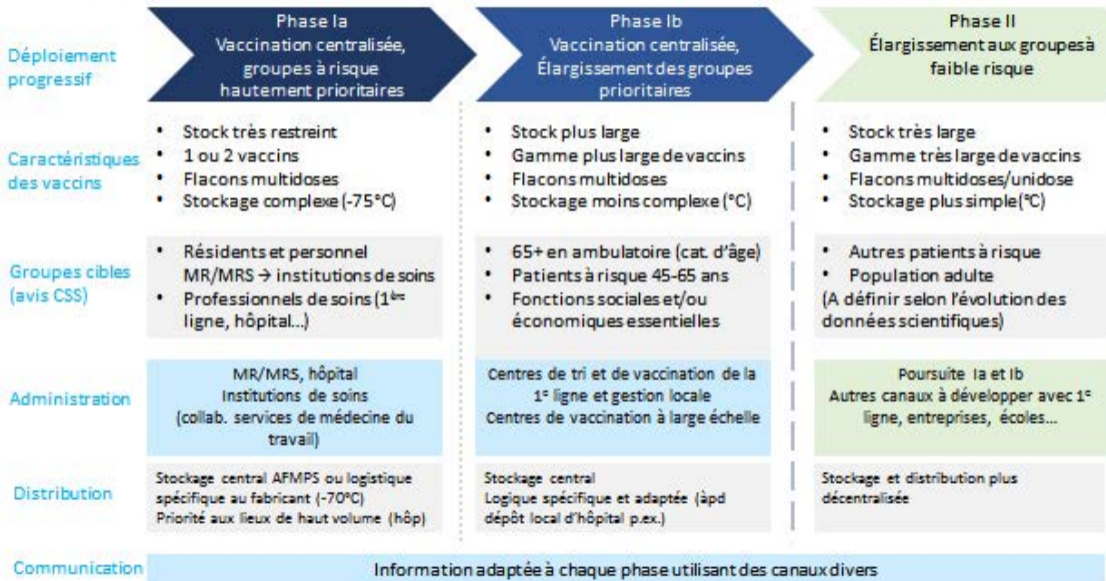 Déploiement
progressif
Phase Ia
Vaccination centralisée,
groupes à risque
hautement prioritaires
Phase Ib
Vaccination centralisée,
Élargissement des groupes
prioritaires
Phase II
Élargissement aux groupesà
faible risque
Caractéristiques
des vaccins
• Stock très restreint
• 1 ou 2 vaccins
• Flacons multidoses
• Stockage complexe (-75°C)
• Stock plus large
• Gamme plus large de vaccins
• Flacons multidoses
• Stockage moins complexe (°C)
• Stock très large
• Gamme très large de vaccins
• Flacons multidoses/unidose
• Stockage plus simple(°C)
Groupes cibles
(avis CSS)
• Résidents et personnel
MR/MRS → institutions de soins
• Professionnels de soins (1ère
ligne, hôpital…)
• 65+ en ambulatoire (cat. d'âge)
• Patients à risque 45-65 ans
• Fonctions sociales et/ou
économiques essentielles
• Autres patients à risque
• Population adulte
(A définir selon l'évolution des
données scientifiques)
Administration
MR/MRS, hôpital
Institutions de soins
(collab. services de médecine du
travail)
Centres de tri et de vaccination de la
1e ligne et gestion locale
Centres de vaccination à large échelle
Poursuite Ia et Ib
Autres canaux à développer avec 1e
ligne, entreprises, écoles…
Distribution
Stockage central AFMPS ou logistique
spécifique au fabricant (-70°C)
Priorité aux lieux de haut volume (hôp)
Stockage central
Logique spécifique et adaptée (àpd
dépôt local d'hôpital p.ex.)
Stockage et distribution plus
décentralisée
Communication
Information adaptée à chaque phase utilisant des canaux divers